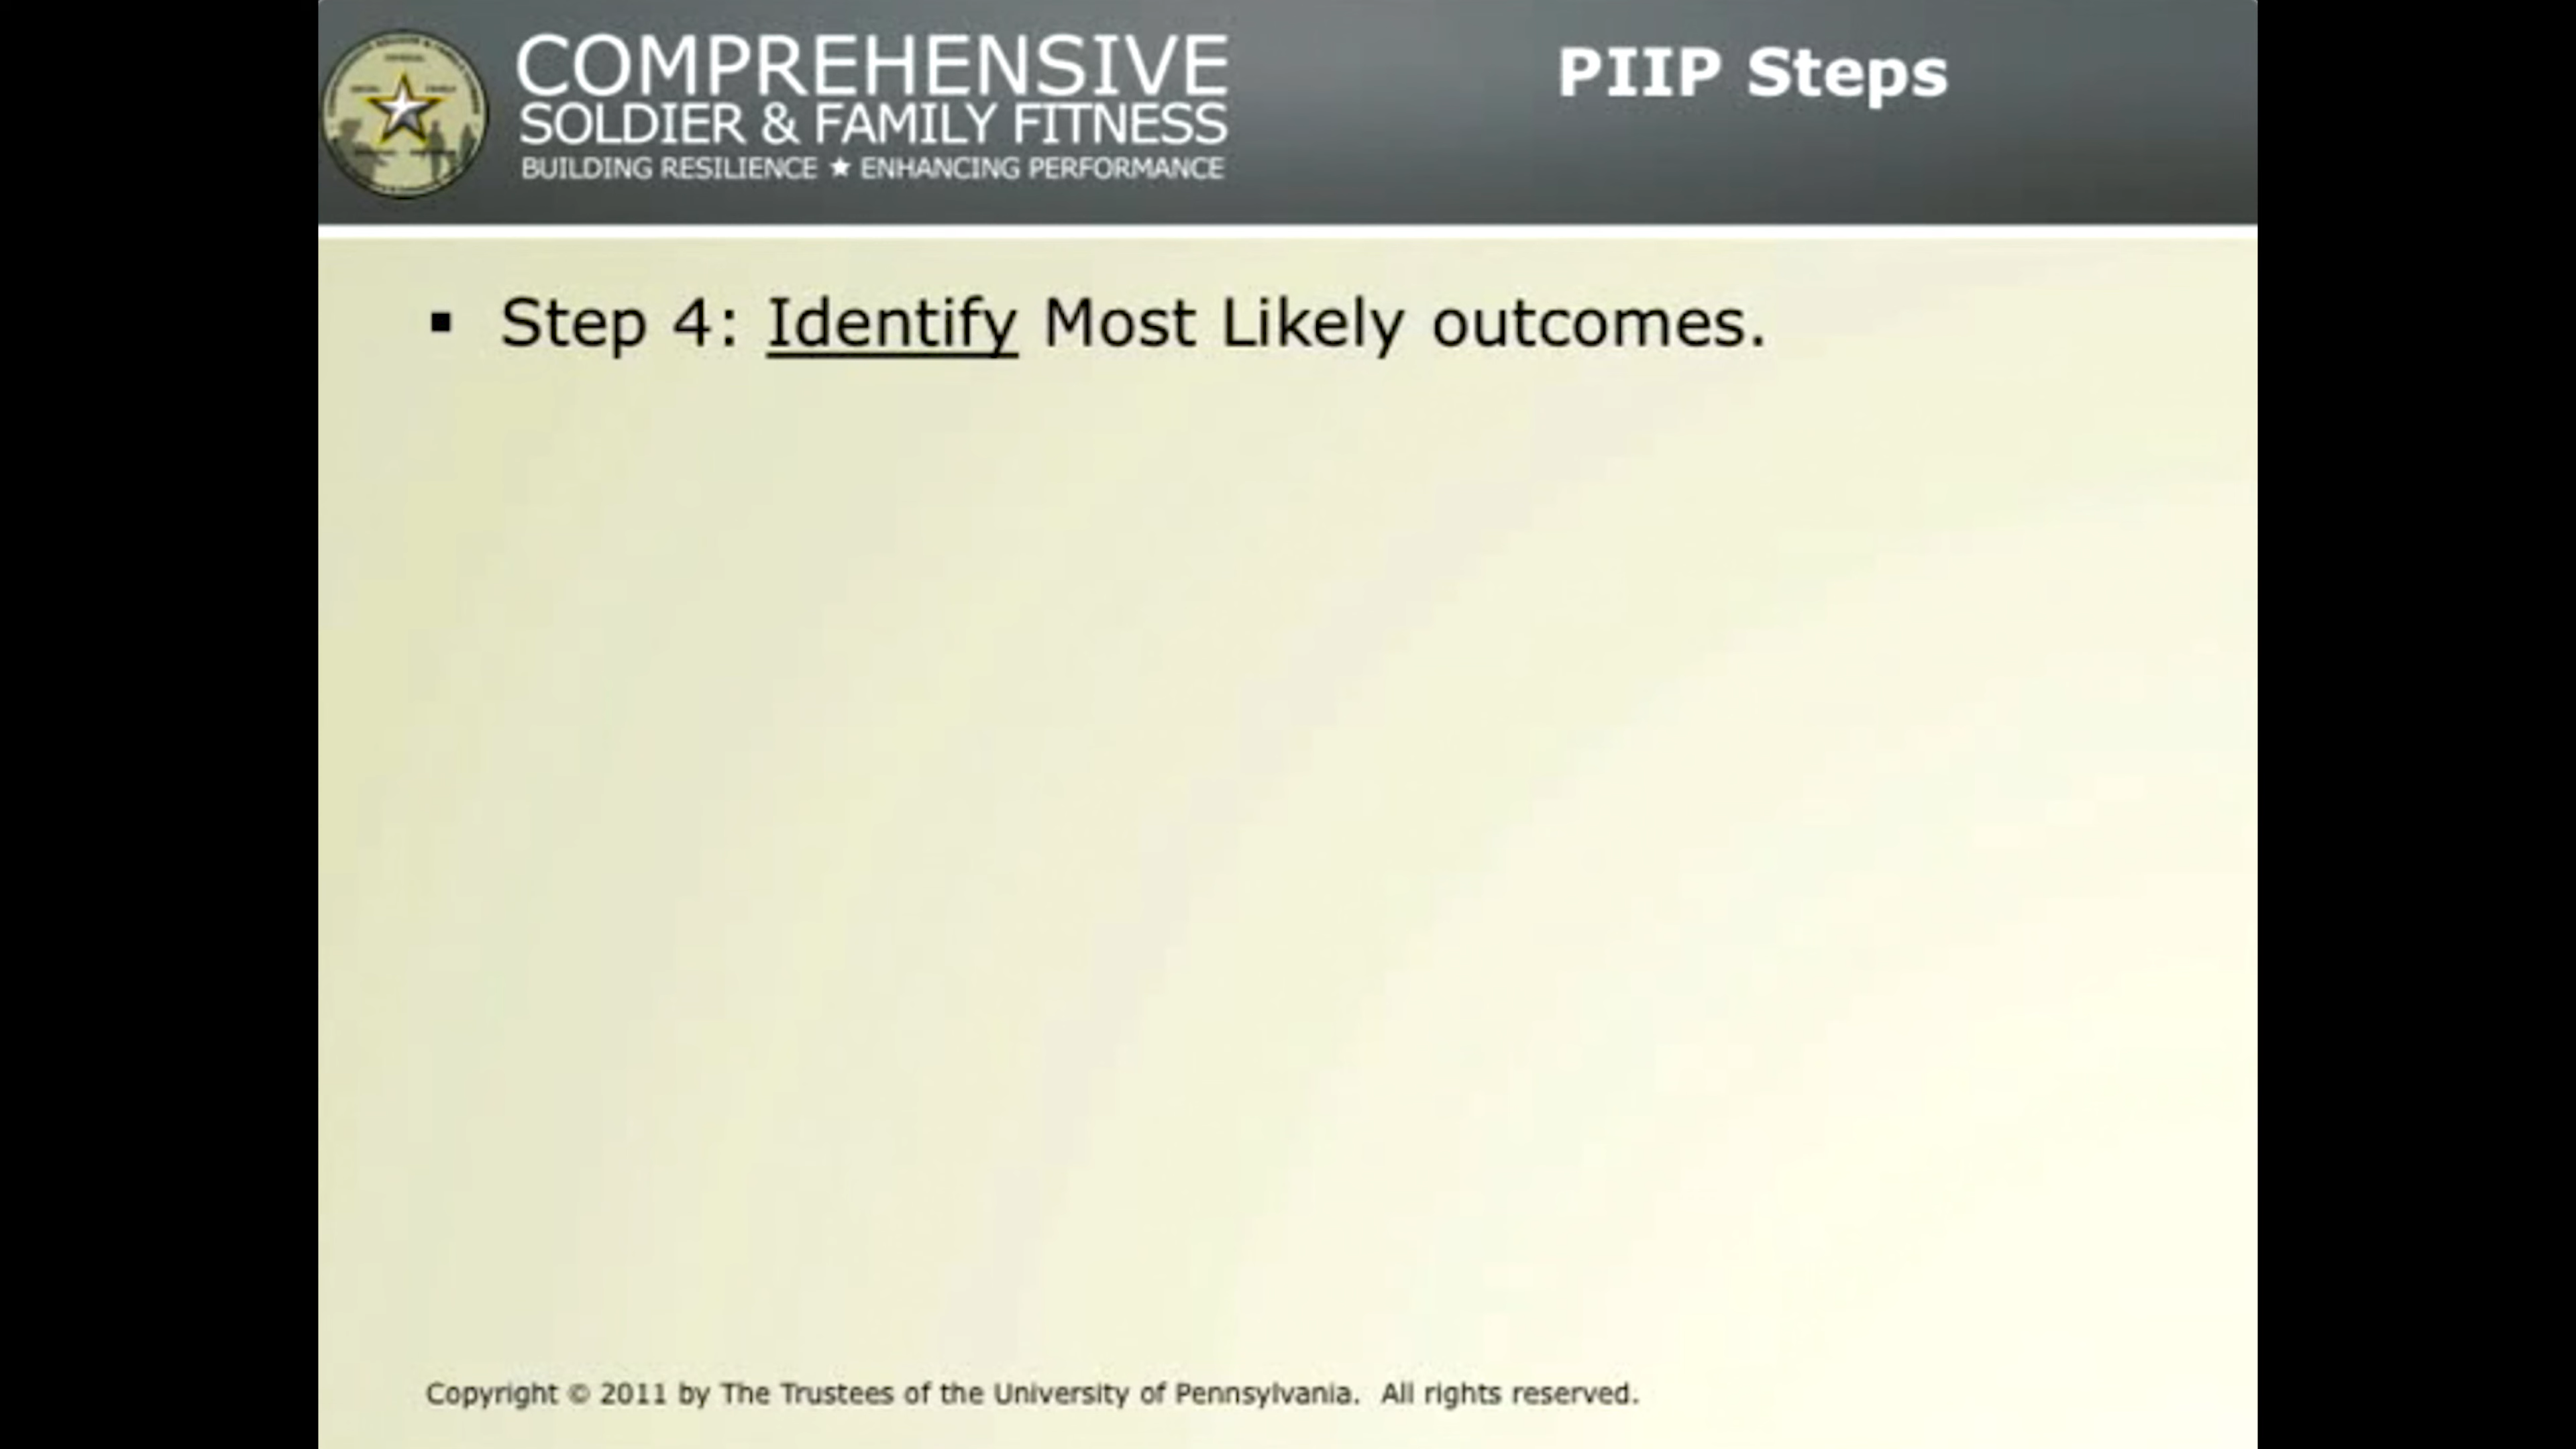 COMPREHENSIVE
SOLDIER & FAMILY FITNESS
BUILDING RESILIENCE ★ ENHANCING PERFORMANCE
PIIP Steps
▪ Step 4: Identify Most Likely outcomes.
Copyright © 2011 by The Trustees of the University of Pennsylvania. All rights reserved.